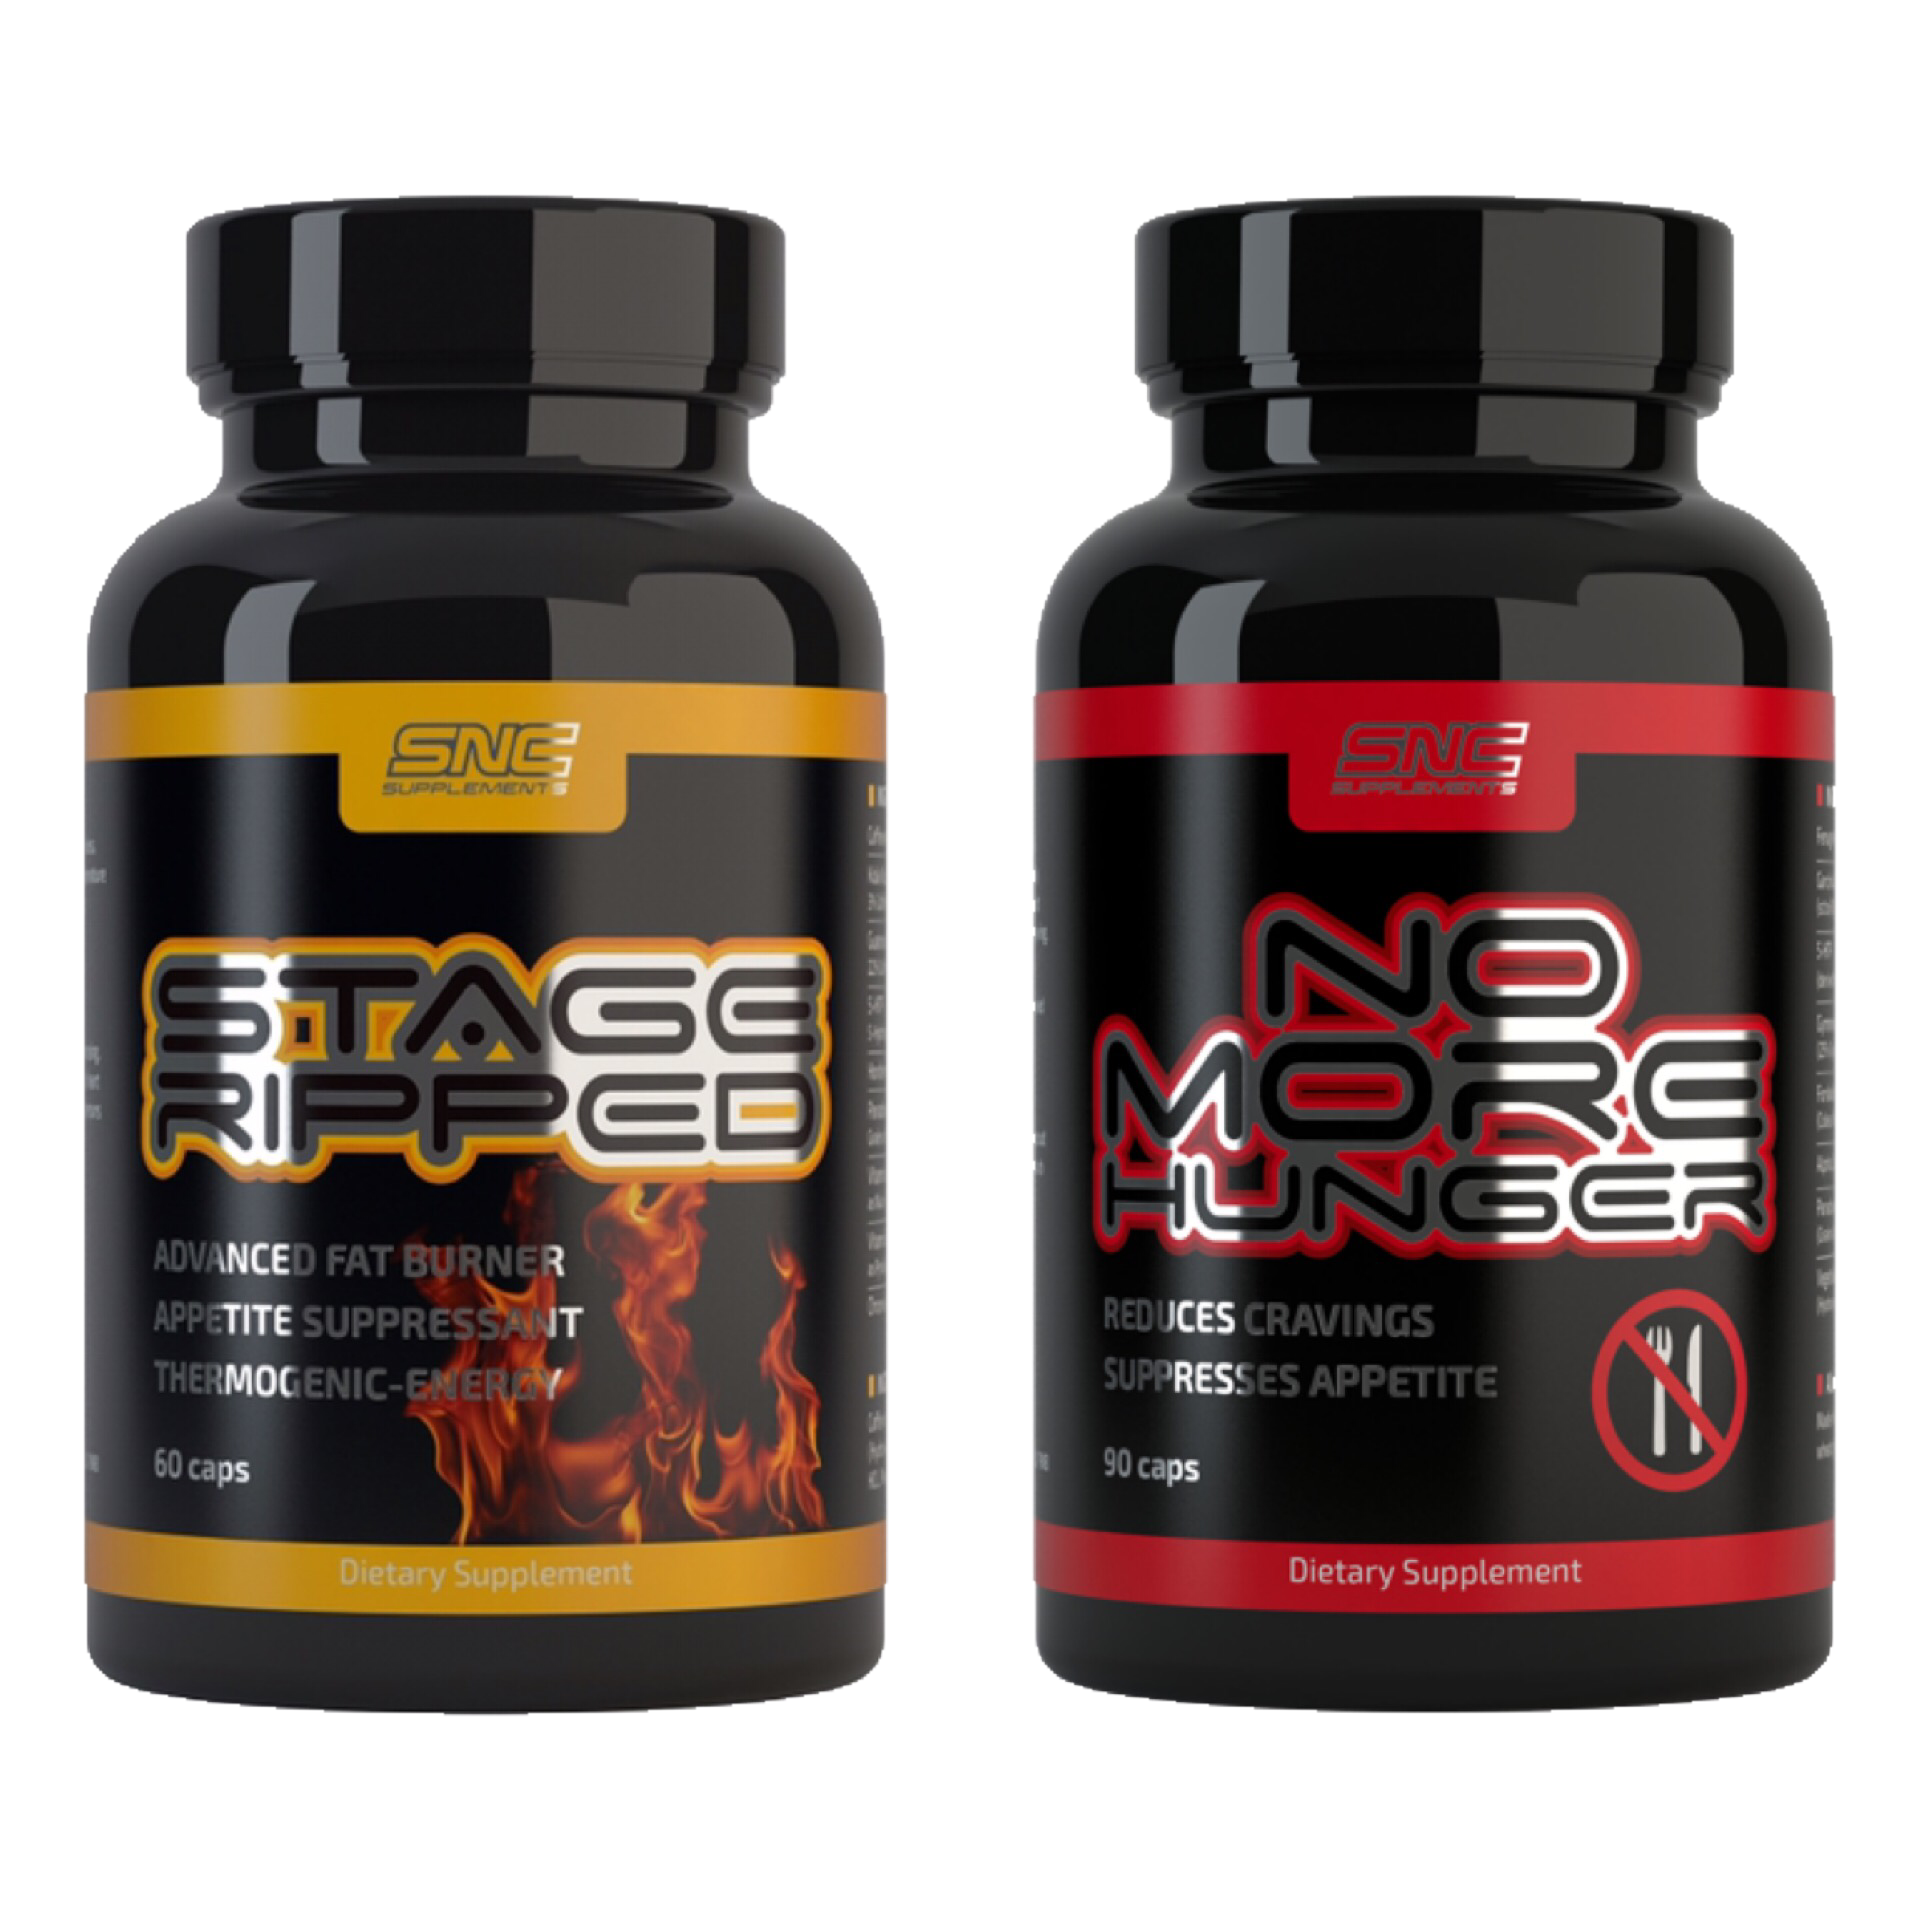 SNC
SUPPLEMENTS
STAGE
RIPPED
ADVANCED FAT BURNER
APPETITE SUPPRESSANT
THERMOGENIC-ENERGY
60 caps
Dietary Supplement
SNC
SUPPLEMENTS
NO
MORE
HUNGER
REDUCES CRAVINGS
SUPPRESSES APPETITE
90 caps
Dietary Supplement